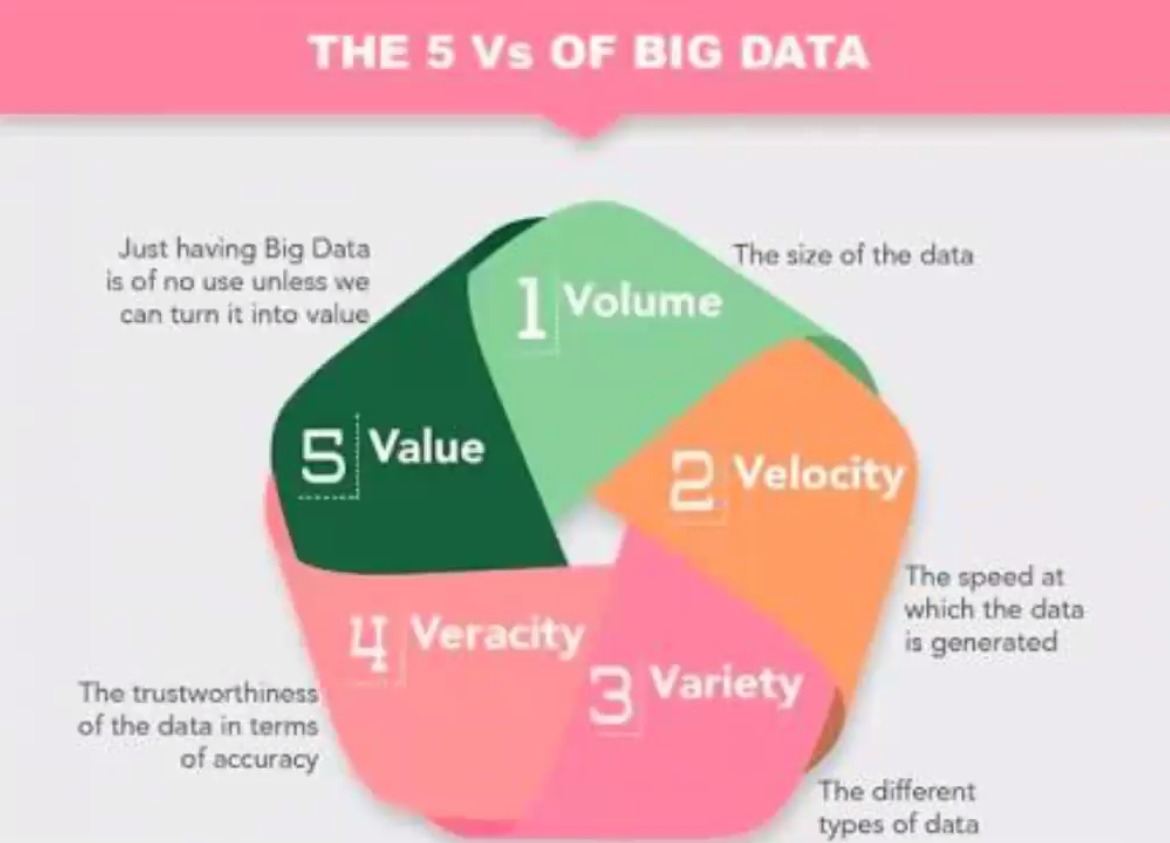 THE 5 Vs OF BIG DATA
1 Volume
The size of the data
2 Velocity
The speed at
which the data
is generated
3 Variety
The different
types of data
4 Veracity
The trustworthiness
of the data in terms
of accuracy
5 Value
Just having Big Data
is of no use unless we
can turn it into value